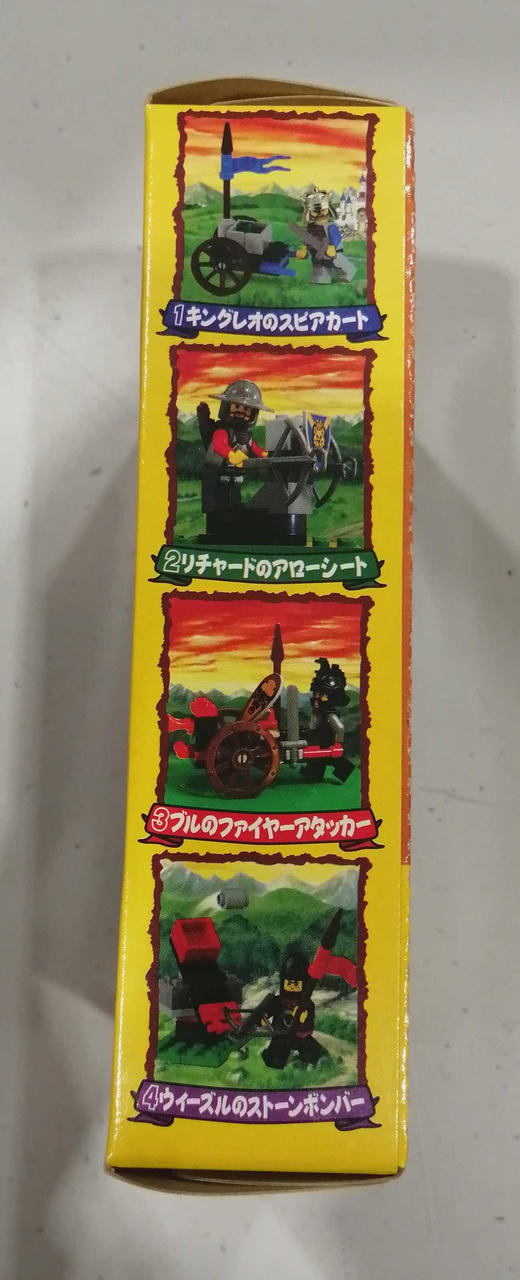 1キングレオのスピアカート
2リチャードのアローシート
3ブルのファイヤーアタッカー
4ウィーズルのストーンボンバー